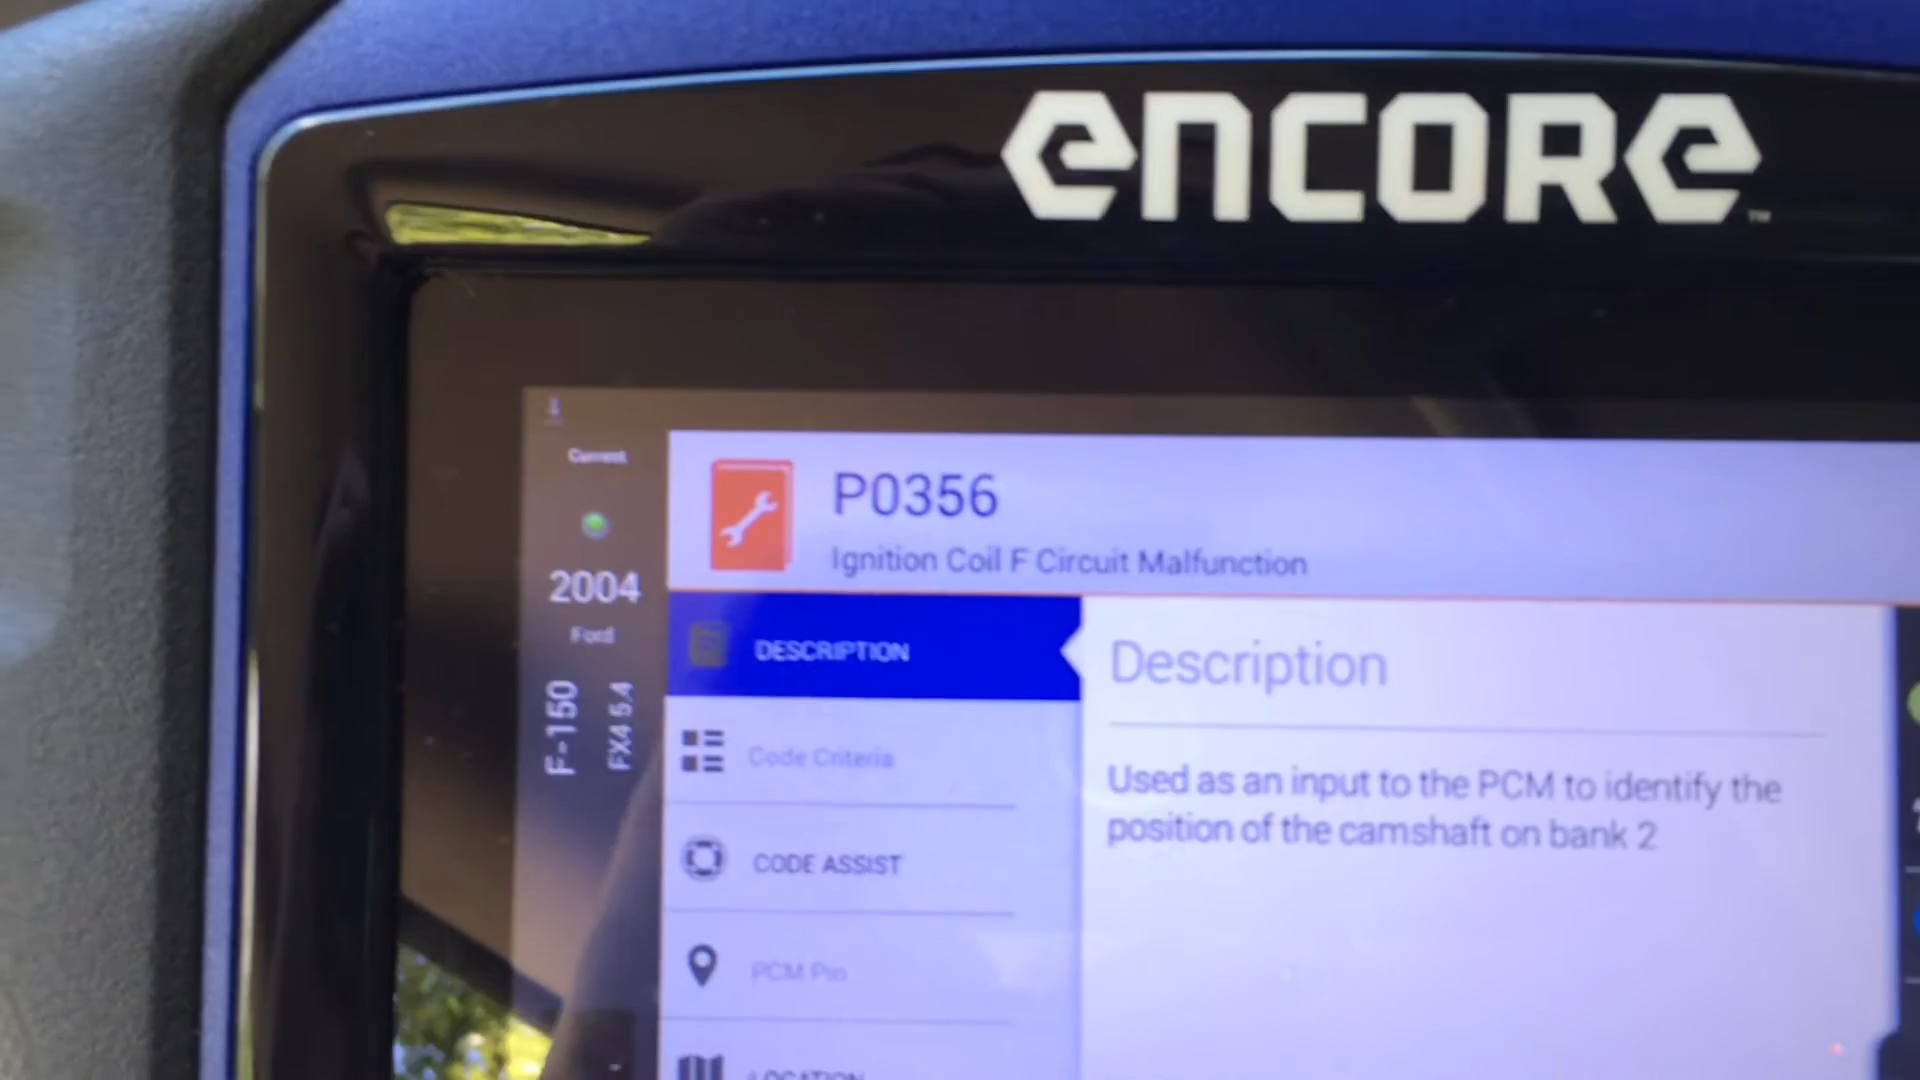 encore™
Current
2004
Ford
F-150
FX4 5.4
P0356
Ignition Coil F Circuit Malfunction
DESCRIPTION
Code Criteria
CODE ASSIST
PCM Pin
LOCATION
Description
Used as an input to the PCM to identify the
position of the camshaft on bank 2